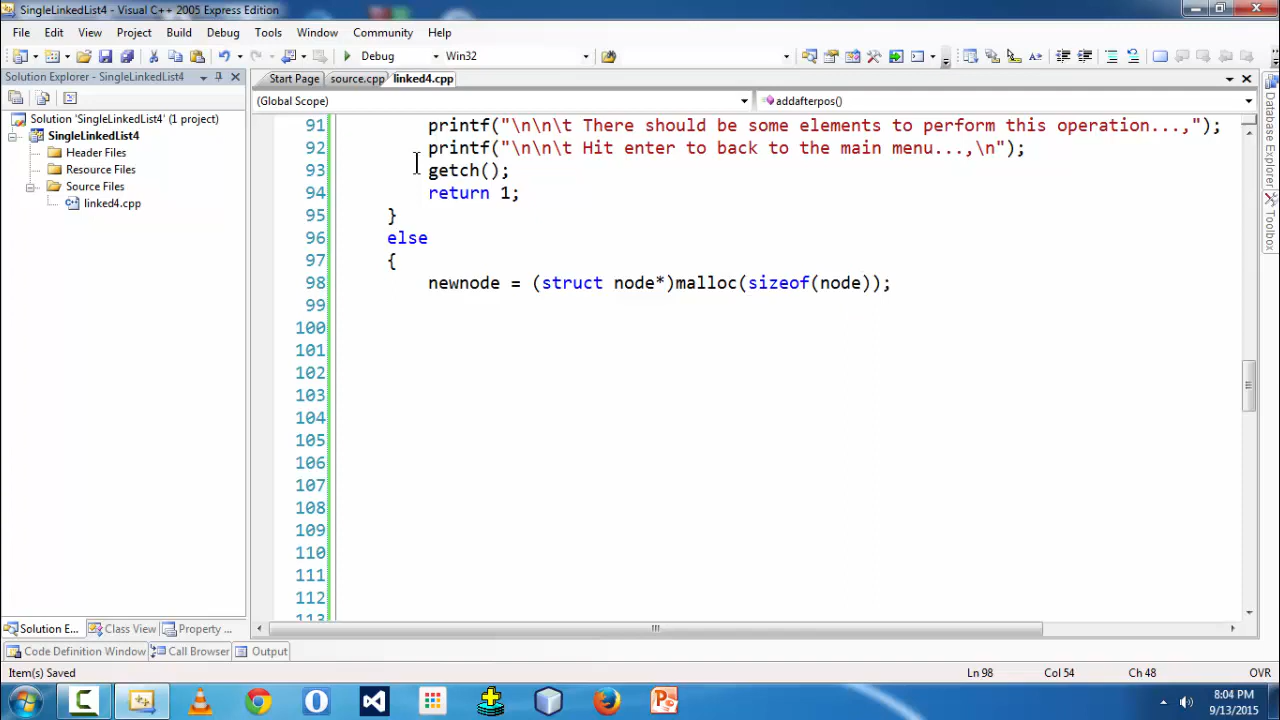 SingleLinkedList4 - Visual C++ 2005 Express Edition
File Edit View Project Build Debug Tools Window Community Help
Debug Win32
Solution Explorer - SingleLinkedList4
Start Page source.cpp linked4.cpp
(Global Scope) addafterpos()
Solution 'SingleLinkedList4' (1 project)
SingleLinkedList4
Header Files
Resource Files
Source Files
linked4.cpp
91 printf("\n\n\t There should be some elements to perform this operation...,");
92 printf("\n\n\t Hit enter to back to the main menu...,\n");
93 getch();
94 return 1;
95 }
96 else
97 {
98 newnode = (struct node*)malloc(sizeof(node));
99
100
101
102
103
104
105
106
107
108
109
110
111
112
113
Database Explorer
Toolbox
Solution E... Class View Property ...
Code Definition Window Call Browser Output
Item(s) Saved Ln 98 Col 54 Ch 48 OVR
8:04 PM
9/13/2015